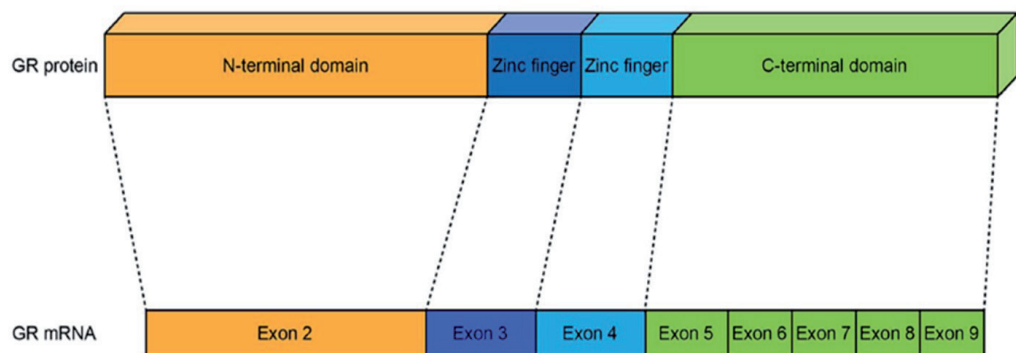 GR protein N-terminal domain Zinc finger Zinc finger C-terminal domain
GR mRNA Exon 2 Exon 3 Exon 4 Exon 5 Exon 6 Exon 7 Exon 8 Exon 9